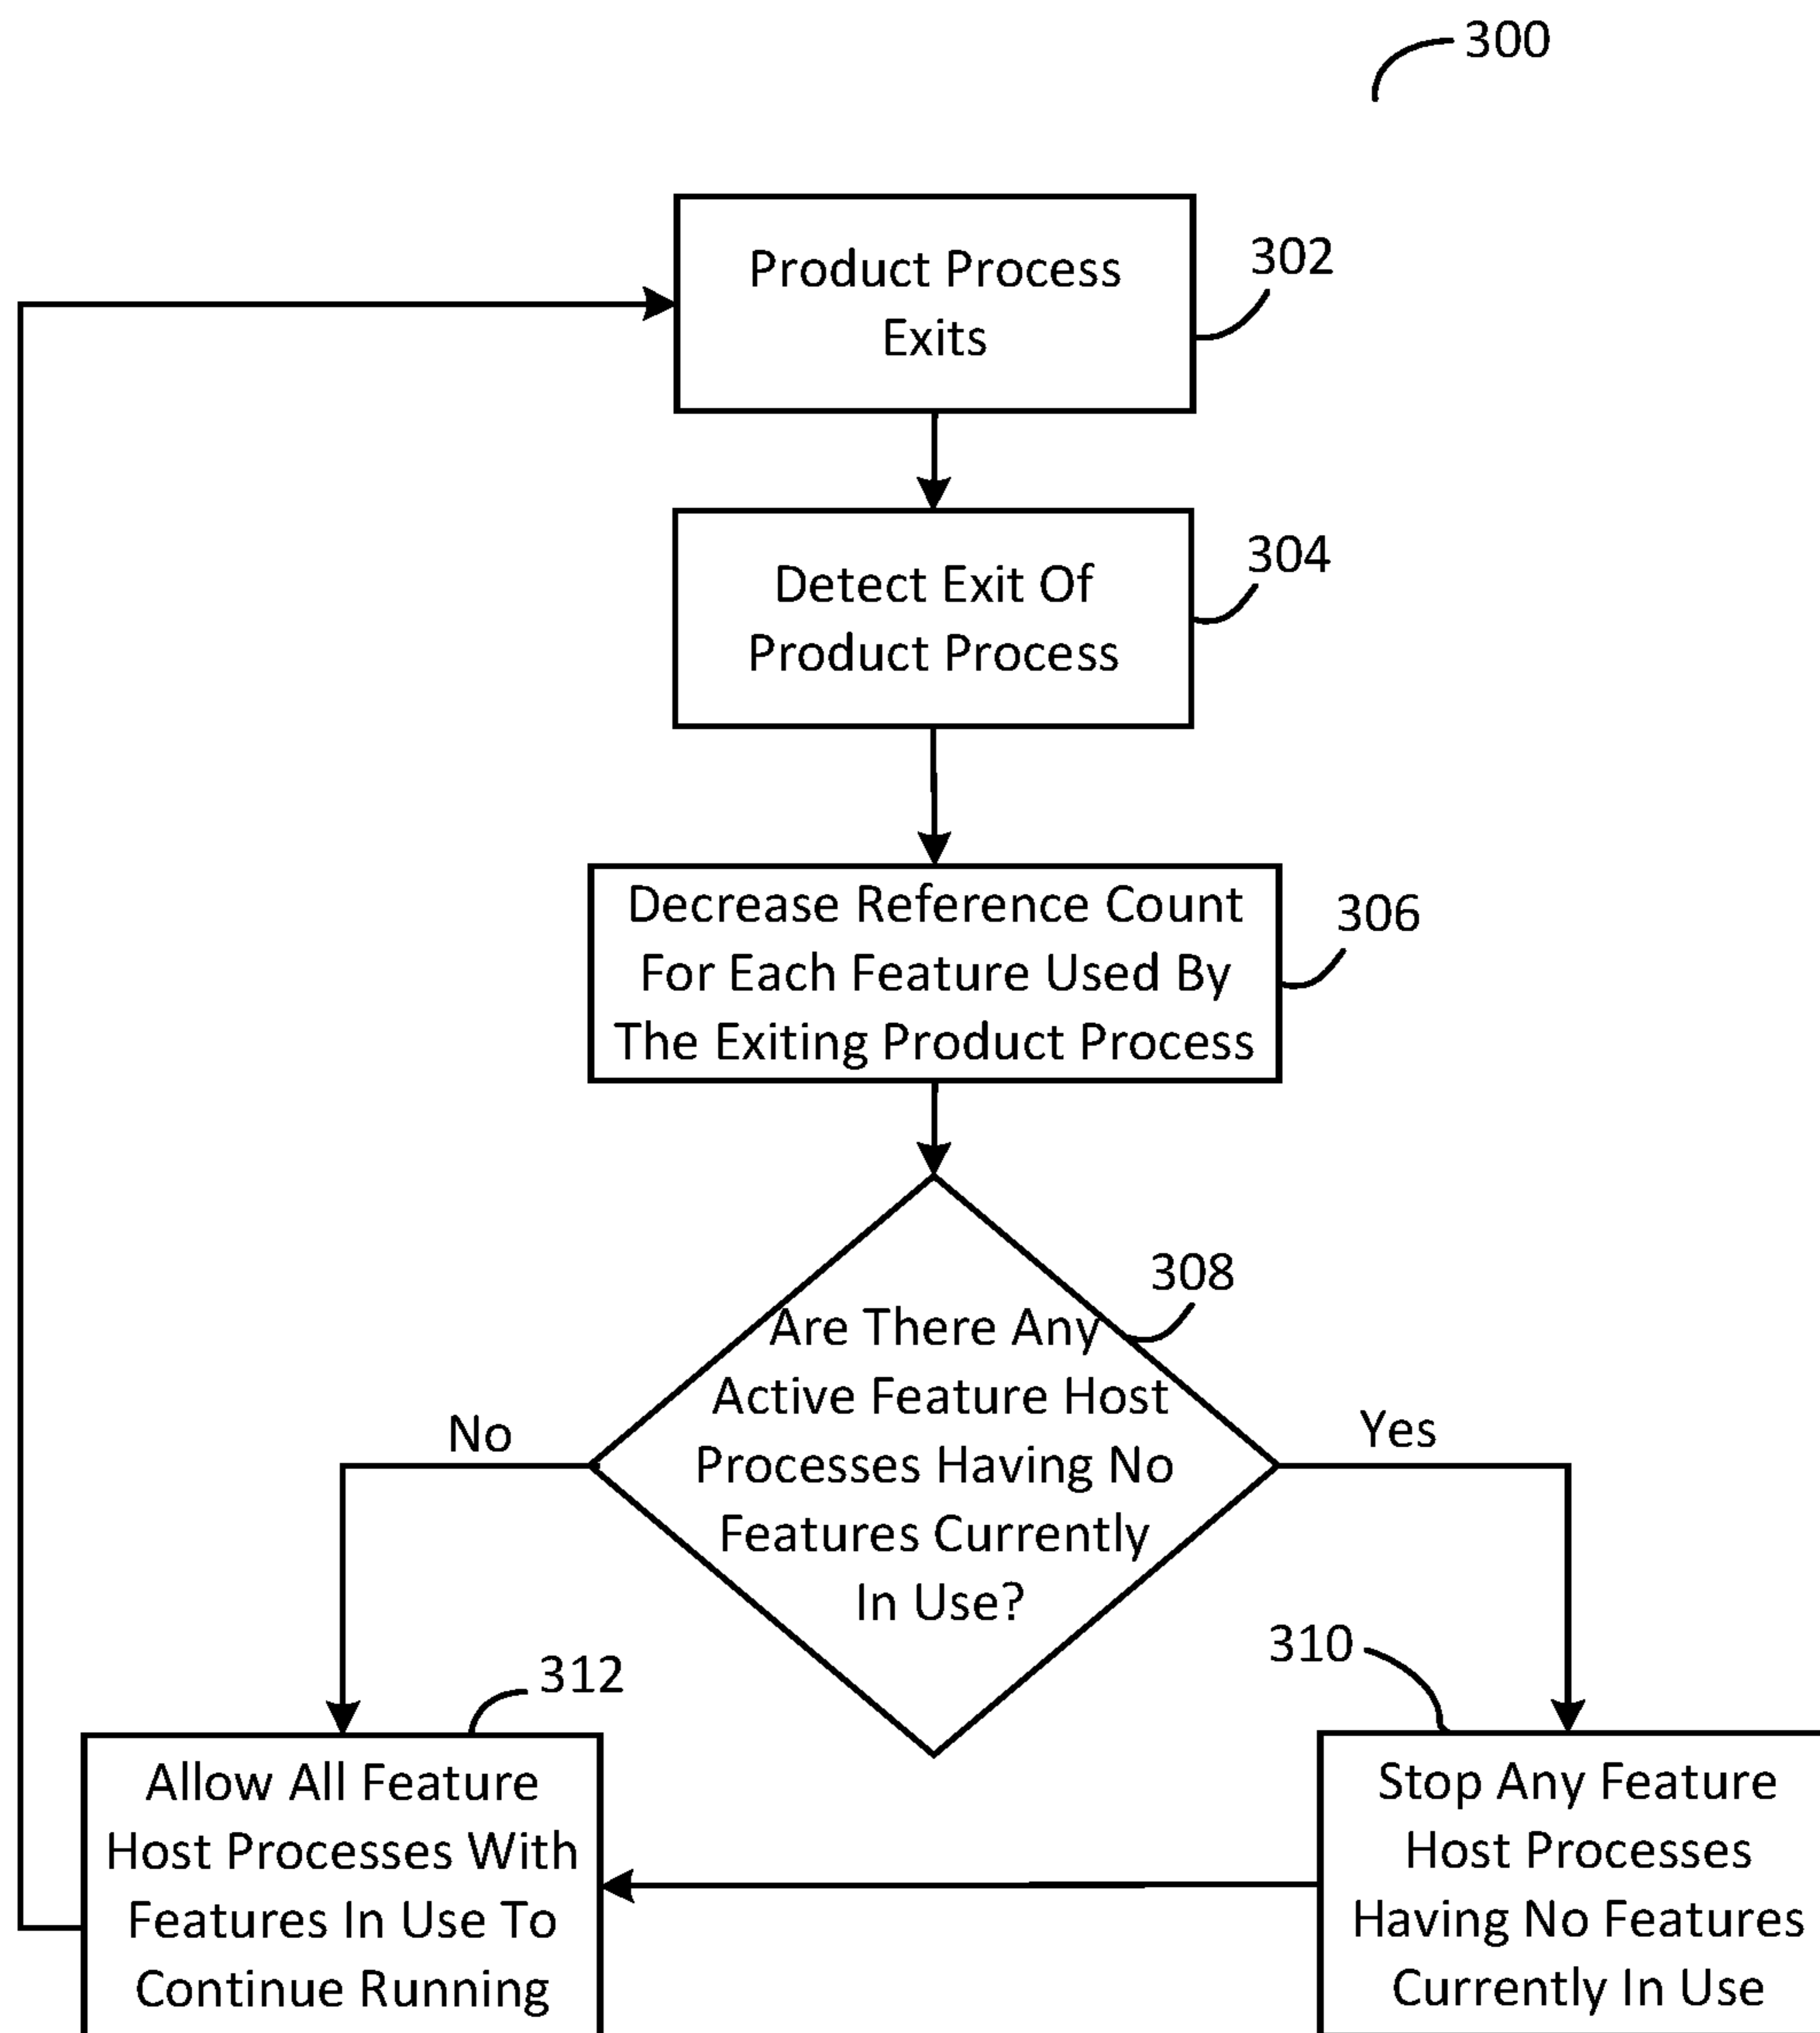 300
Product Process
Exits
302
Detect Exit Of
Product Process
304
Decrease Reference Count
For Each Feature Used By
The Exiting Product Process
306
Are There Any
Active Feature Host
Processes Having No
Features Currently
In Use?
308
No
Yes
312
Allow All Feature
Host Processes With
Features In Use To
Continue Running
310
Stop Any Feature
Host Processes
Having No Features
Currently In Use